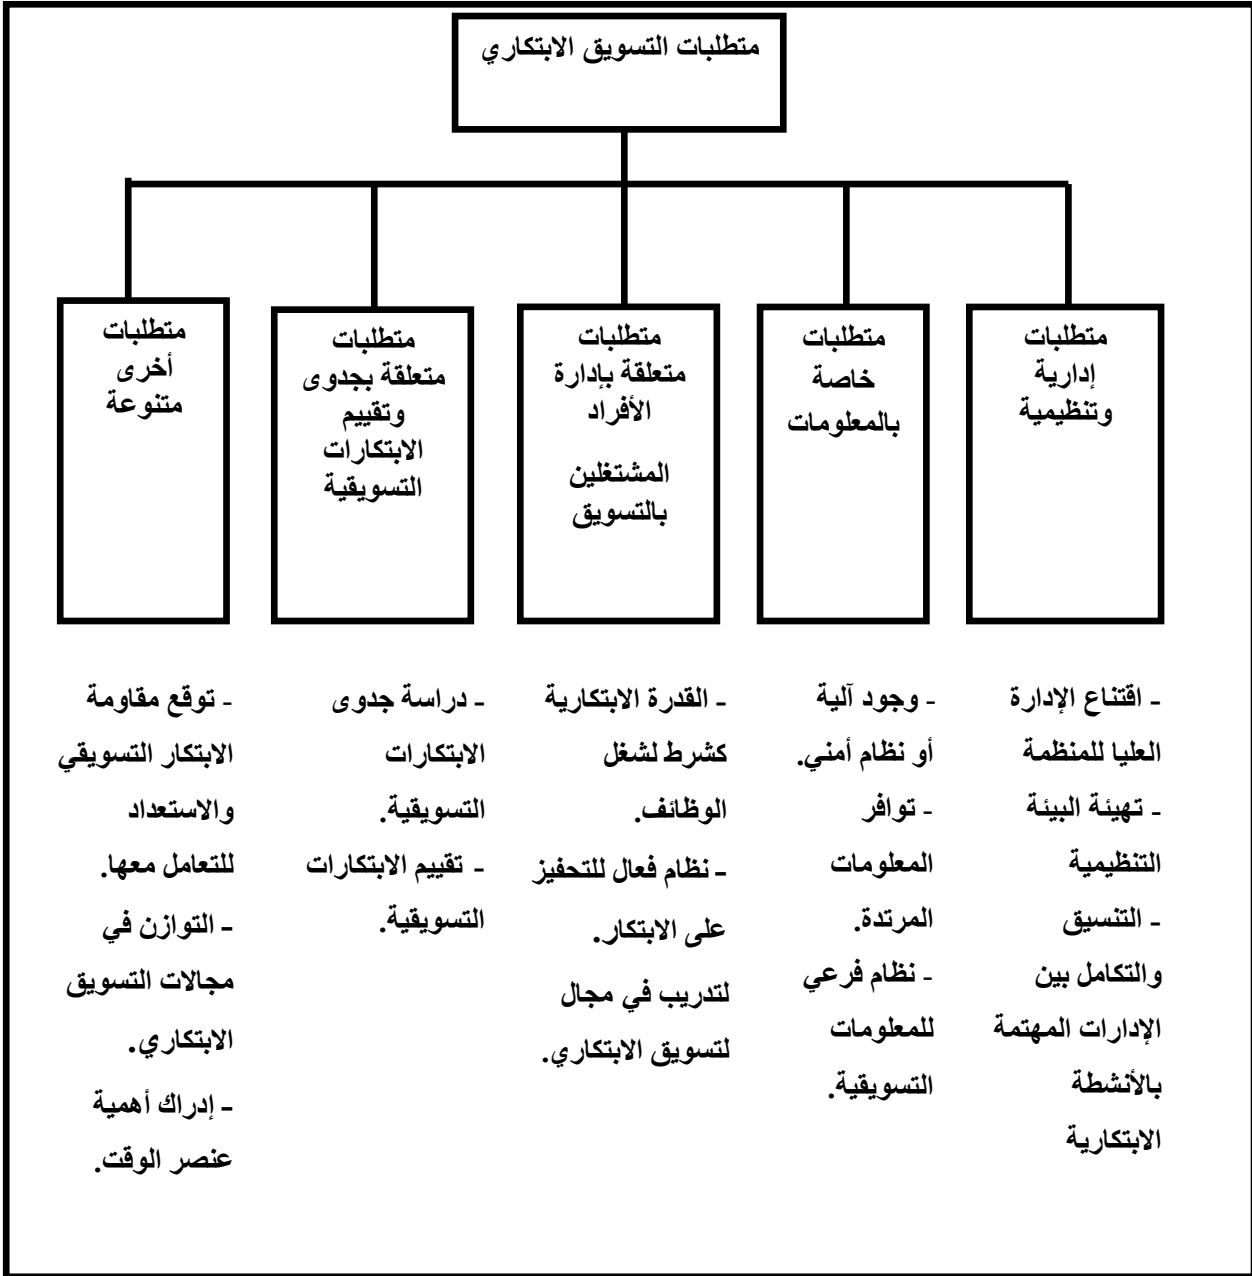 متطلبات التسويق الابتكاري
متطلبات
إدارية
وتنظيمية
متطلبات
خاصة
بالمعلومات
متطلبات
متعلقة بإدارة
الأفراد
المشتغلين
بالتسويق
متطلبات
متعلقة بجدوى
وتقييم
الابتكارات
التسويقية
متطلبات
أخرى
متنوعة
- اقتناع الإدارة
العليا للمنظمة
- تهيئة البيئة
التنظيمية
- التنسيق
والتكامل بين
الإدارات المهتمة
بالأنشطة
الابتكارية
- وجود آلية
أو نظام أمني.
- توافر
المعلومات
المرتدة.
- نظام فرعي
للمعلومات
التسويقية.
- القدرة الابتكارية
كشرط لشغل
الوظائف.
- نظام فعال للتحفيز
على الابتكار.
لتدريب في مجال
لتسويق الابتكاري.
- دراسة جدوى
الابتكارات
التسويقية.
- تقييم الابتكارات
التسويقية.
- توقع مقاومة
الابتكار التسويقي
والاستعداد
للتعامل معها.
- التوازن في
مجالات التسويق
الابتكاري.
- إدراك أهمية
عنصر الوقت.